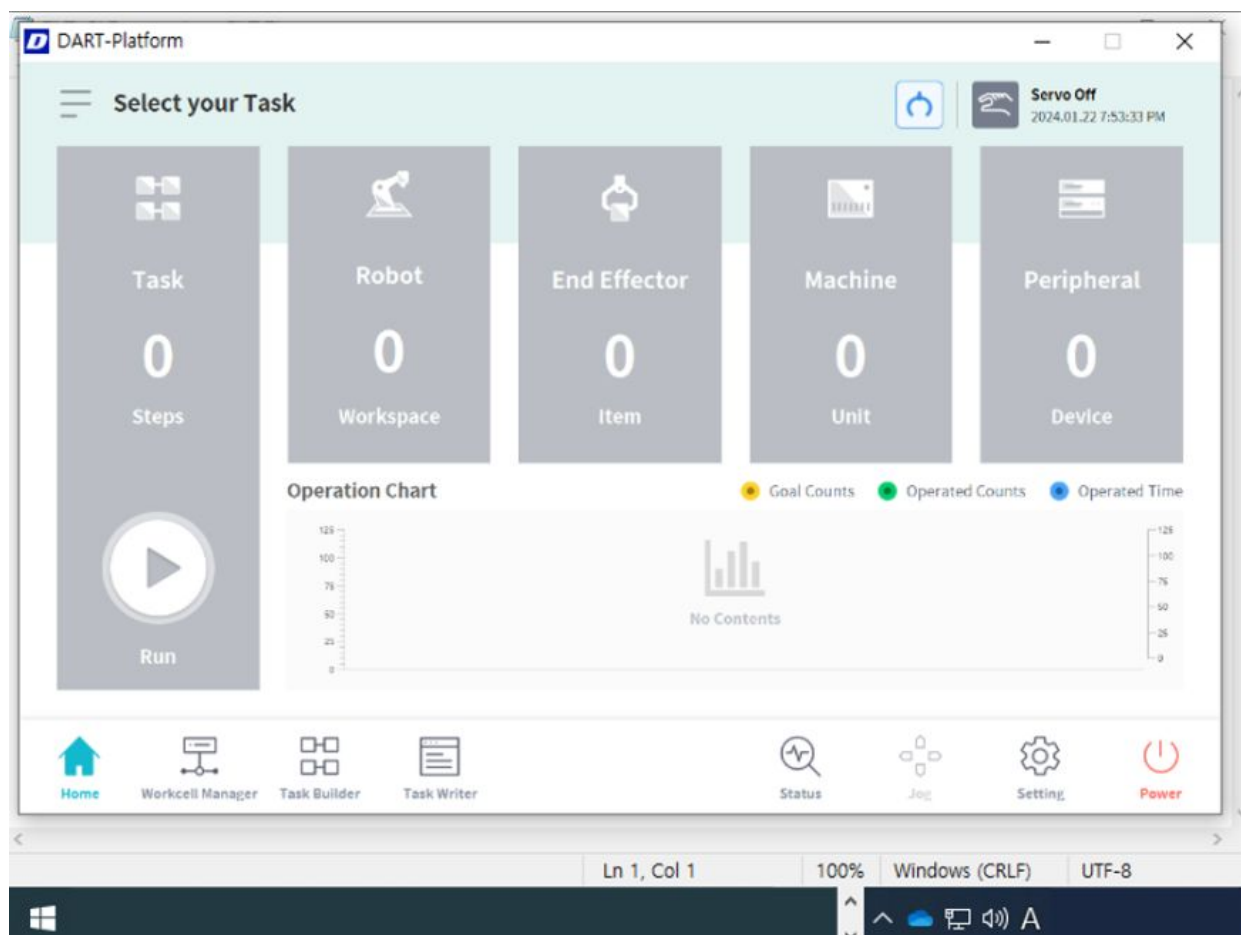 DART-Platform
Select your Task
Servo Off
2024.01.22 7:53:33 PM
Task
0
Steps
Run
Robot
0
Workspace
End Effector
0
Item
Machine
0
Unit
Peripheral
0
Device
Operation Chart
Goal Counts
Operated Counts
Operated Time
125
100
75
50
25
0
No Contents
125
100
75
50
25
0
Home
Workcell Manager
Task Builder
Task Writer
Status
Jog
Setting
Power
Ln 1, Col 1
100%
Windows (CRLF)
UTF-8
A